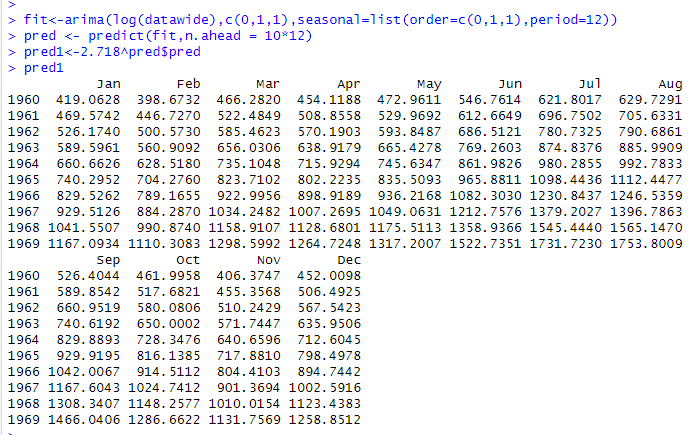 >
> fit<-arima(log(datawide),c(0,1,1),seasonal=list(order=c(0,1,1),period=12))
> pred <- predict(fit,n.ahead = 10*12)
> pred1<-2.718^pred$pred
> pred1
Jan Feb Mar Apr May Jun Jul Aug
1960 419.0628 398.6732 466.2820 454.1188 472.9611 546.7614 621.8017 629.7291
1961 469.5742 446.7270 522.4849 508.8558 529.9692 612.6649 696.7502 705.6331
1962 526.1740 500.5730 585.4623 570.1903 593.8487 686.5121 780.7325 790.6861
1963 589.5961 560.9092 656.0306 638.9179 665.4278 769.2603 874.8376 885.9909
1964 660.6626 628.5180 735.1048 715.9294 745.6347 861.9826 980.2855 992.7833
1965 740.2952 704.2760 823.7102 802.2235 835.5093 965.8811 1098.4436 1112.4477
1966 829.5262 789.1655 922.9956 898.9189 936.2168 1082.3030 1230.8437 1246.5359
1967 929.5126 884.2870 1034.2482 1007.2695 1049.0631 1212.7576 1379.2027 1396.7863
1968 1041.5507 990.8740 1158.9107 1128.6801 1175.5113 1358.9366 1545.4440 1565.1470
1969 1167.0934 1110.3083 1298.5992 1264.7248 1317.2007 1522.7351 1731.7230 1753.8009
Sep Oct Nov Dec
1960 526.4044 461.9958 406.3747 452.0098
1961 589.8542 517.6821 455.3568 506.4925
1962 660.9519 580.0806 510.2429 567.5423
1963 740.6192 650.0002 571.7447 635.9506
1964 829.8893 728.3476 640.6596 712.6045
1965 929.9195 816.1385 717.8810 798.4978
1966 1042.0067 914.5112 804.4103 894.7442
1967 1167.6043 1024.7412 901.3694 1002.5916
1968 1308.3407 1148.2577 1010.0154 1123.4383
1969 1466.0406 1286.6622 1131.7569 1258.8512